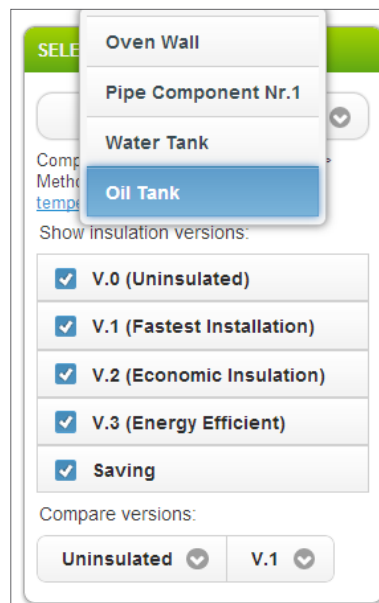 Oven Wall
SELE
Pipe Component Nr.1
Water Tank
Comp
Metho
Oil Tank
tempe
Show insulation versions:
V.0 (Uninsulated)
V.1 (Fastest Installation)
V.2 (Economic Insulation)
V.3 (Energy Efficient)
Saving
Compare versions:
Uninsulated V.1